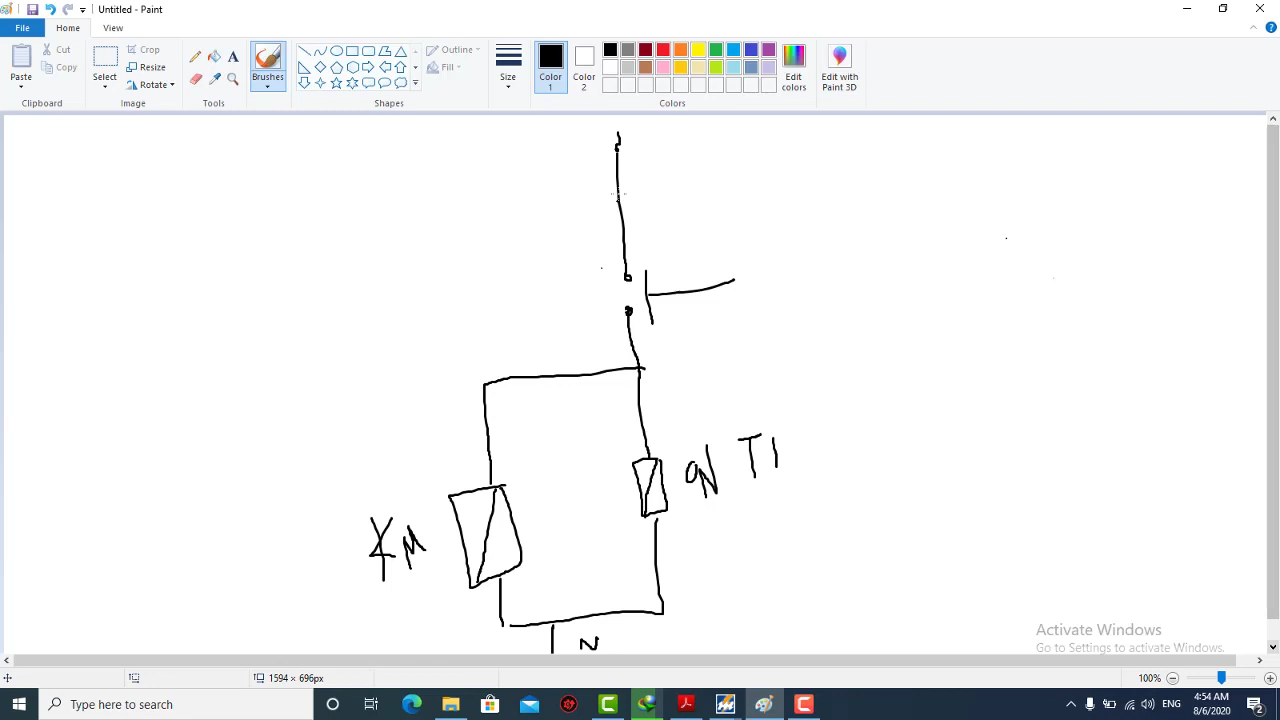 Untitled - Paint
File Home View
Paste Cut Copy Select Crop Resize Rotate Brushes Outline Fill Size Color 1 Color 2 Edit colors Edit with Paint 3D
Clipboard Image Tools Shapes Colors
T1
M
N
Activate Windows
Go to Settings to activate Windows.
1594 × 696px 100%
Type here to search ENG 4:54 AM 8/6/2020 2